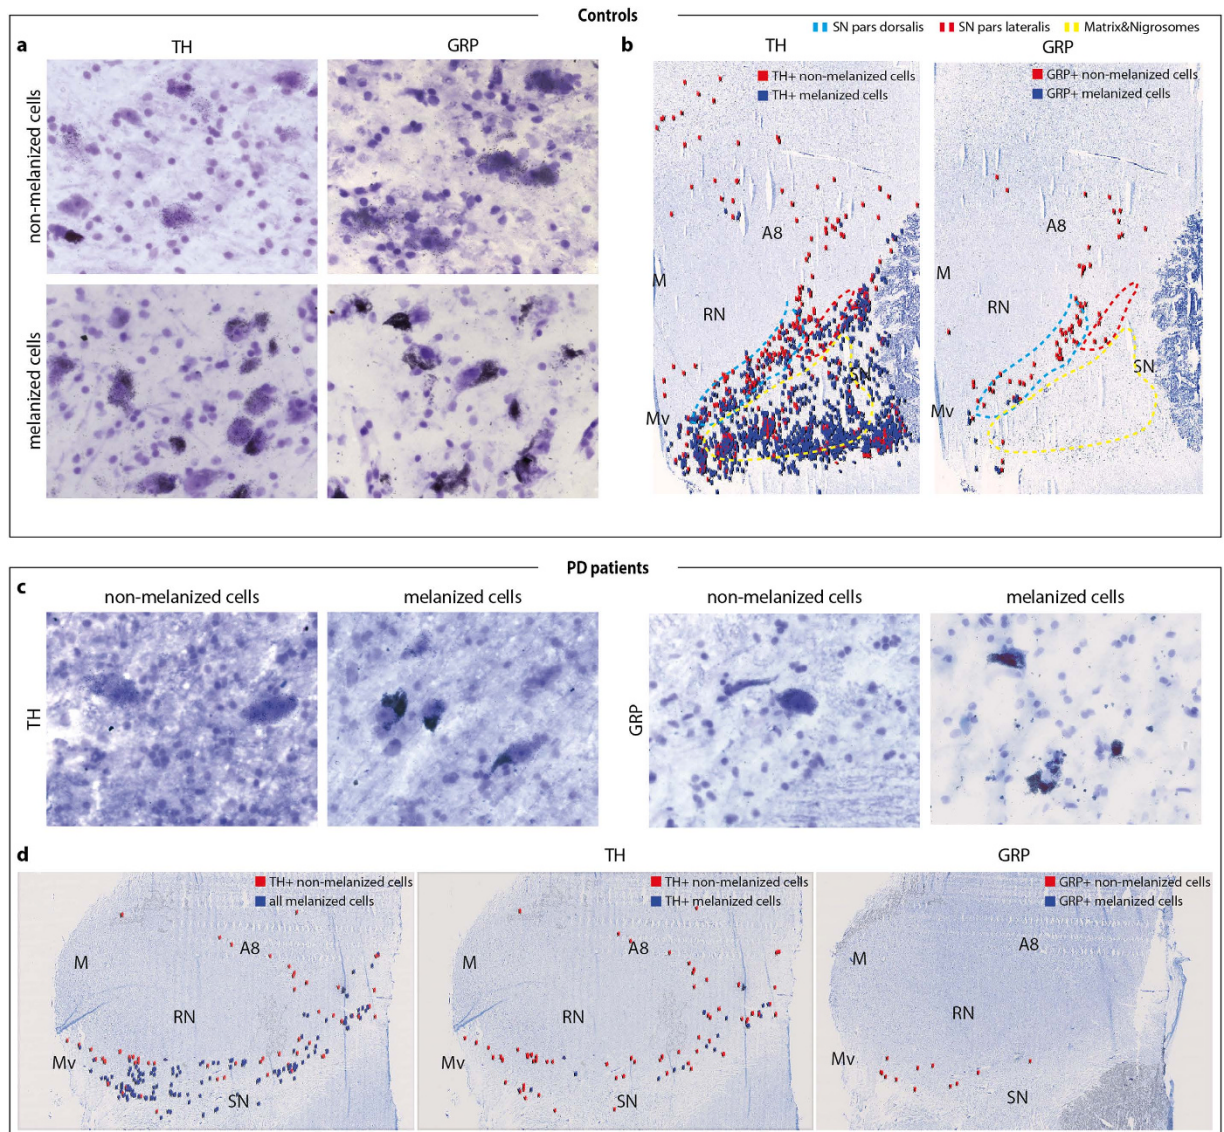 Controls
SN pars dorsalis SN pars lateralis Matrix&Nigrosomes
a
TH GRP
non-melanized cells
melanized cells
b
TH GRP
TH+ non-melanized cells
TH+ melanized cells
A8
M
RN
SN
Mv
GRP+ non-melanized cells
GRP+ melanized cells
A8
M
RN
SN
Mv
PD patients
c
non-melanized cells melanized cells non-melanized cells melanized cells
TH
GRP
d
TH GRP
TH+ non-melanized cells
all melanized cells
A8
M
RN
Mv
SN
TH+ non-melanized cells
TH+ melanized cells
A8
M
RN
Mv
SN
GRP+ non-melanized cells
GRP+ melanized cells
A8
M
RN
Mv
SN